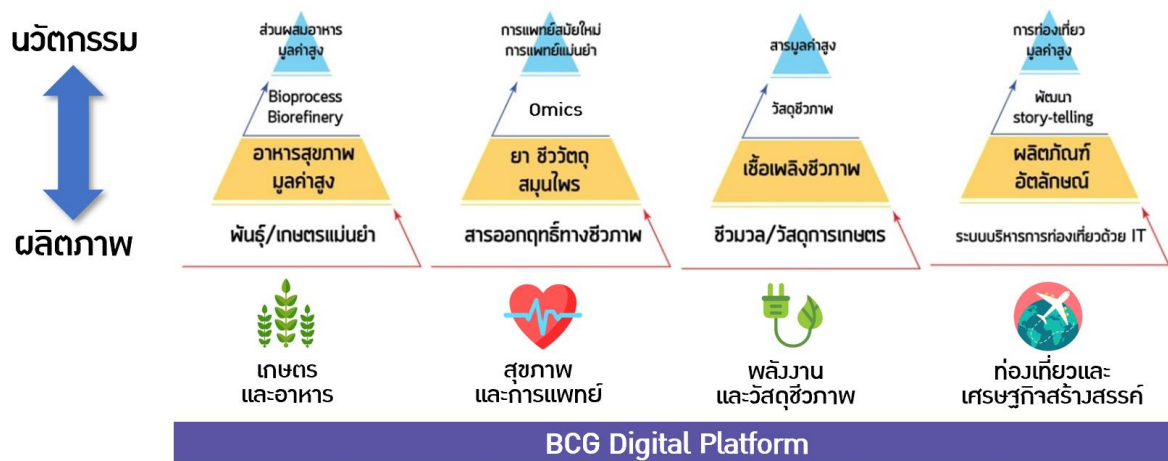 นวัตกรรม
ผลิตภาพ
ส่วนผสมอาหาร
มูลค่าสูง
Bioprocess
Biorefinery
อาหารสุขภาพ
มูลค่าสูง
พันธุ์/เกษตรแม่นยำ
เกษตร
และอาหาร
การแพทย์สมัยใหม่
การแพทย์แม่นยำ
Omics
ยา ชีววัตถุ
สมุนไพร
สารออกฤทธิ์ทางชีวภาพ
สุขภาพ
และการแพทย์
สารมูลค่าสูง
วัสดุชีวภาพ
เชื้อเพลิงชีวภาพ
ชีวมวล/วัสดุการเกษตร
พลังงาน
และวัสดุชีวภาพ
การท่องเที่ยว
มูลค่าสูง
พัฒนา
story-telling
ผลิตภัณฑ์
อัตลักษณ์
ระบบบริหารการท่องเที่ยวด้วย IT
ท่องเที่ยวและ
เศรษฐกิจสร้างสรรค์
BCG Digital Platform